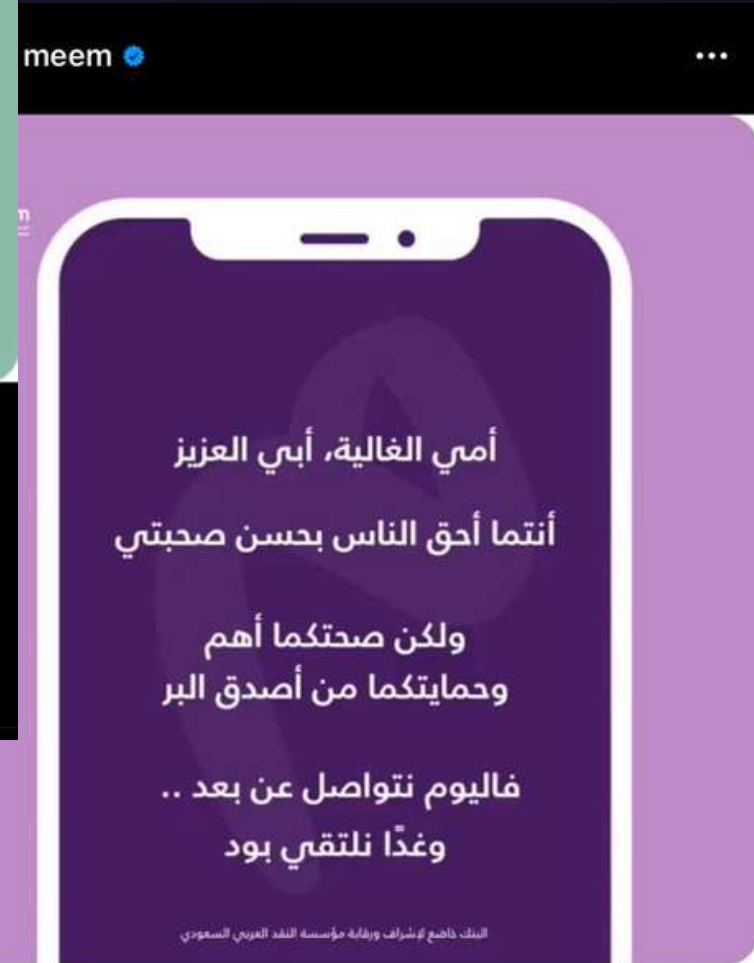 meem
أمي الغالية، أبي العزيز
أنتما أحق الناس بحسن صحبتي
ولكن صحتكما أهم
وحمايتكما من أصدق البر
فاليوم نتواصل عن بعد ..
وغدًا نلتقي بود
البنك خاضع لإشراف ورقابة مؤسسة النقد العربي السعودي